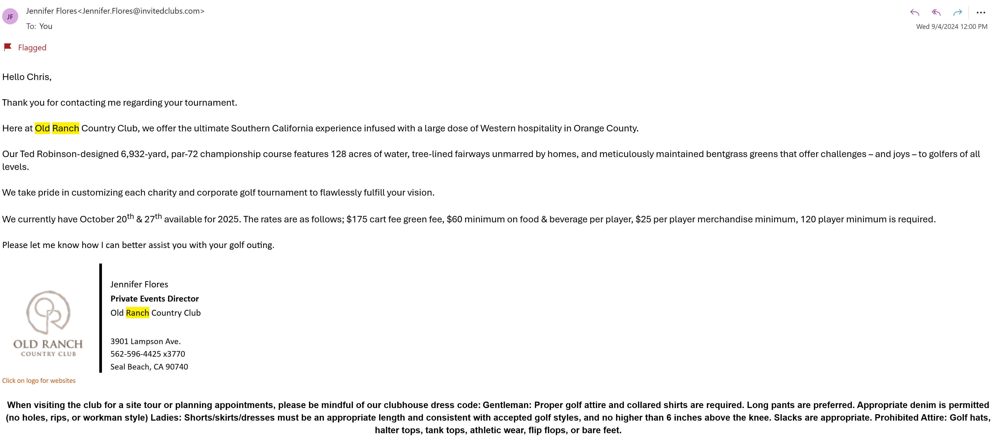 JF
Jennifer Flores<Jennifer.Flores@invitedclubs.com>
To: You
Wed 9/4/2024 12:00 PM
Flagged
Hello Chris,
Thank you for contacting me regarding your tournament.
Here at Old Ranch Country Club, we offer the ultimate Southern California experience infused with a large dose of Western hospitality in Orange County.
Our Ted Robinson-designed 6,932-yard, par-72 championship course features 128 acres of water, tree-lined fairways unmarred by homes, and meticulously maintained bentgrass greens that offer challenges – and joys – to golfers of all
levels.
We take pride in customizing each charity and corporate golf tournament to flawlessly fulfill your vision.
We currently have October 20th & 27th available for 2025. The rates are as follows; $175 cart fee green fee, $60 minimum on food & beverage per player, $25 per player merchandise minimum, 120 player minimum is required.
Please let me know how I can better assist you with your golf outing.
OLD RANCH
COUNTRY CLUB
Jennifer Flores
Private Events Director
Old Ranch Country Club
3901 Lampson Ave.
562-596-4425 x3770
Seal Beach, CA 90740
Click on logo for websites
When visiting the club for a site tour or planning appointments, please be mindful of our clubhouse dress code: Gentleman: Proper golf attire and collared shirts are required. Long pants are preferred. Appropriate denim is permitted
(no holes, rips, or workman style) Ladies: Shorts/skirts/dresses must be an appropriate length and consistent with accepted golf styles, and no higher than 6 inches above the knee. Slacks are appropriate. Prohibited Attire: Golf hats,
halter tops, tank tops, athletic wear, flip flops, or bare feet.